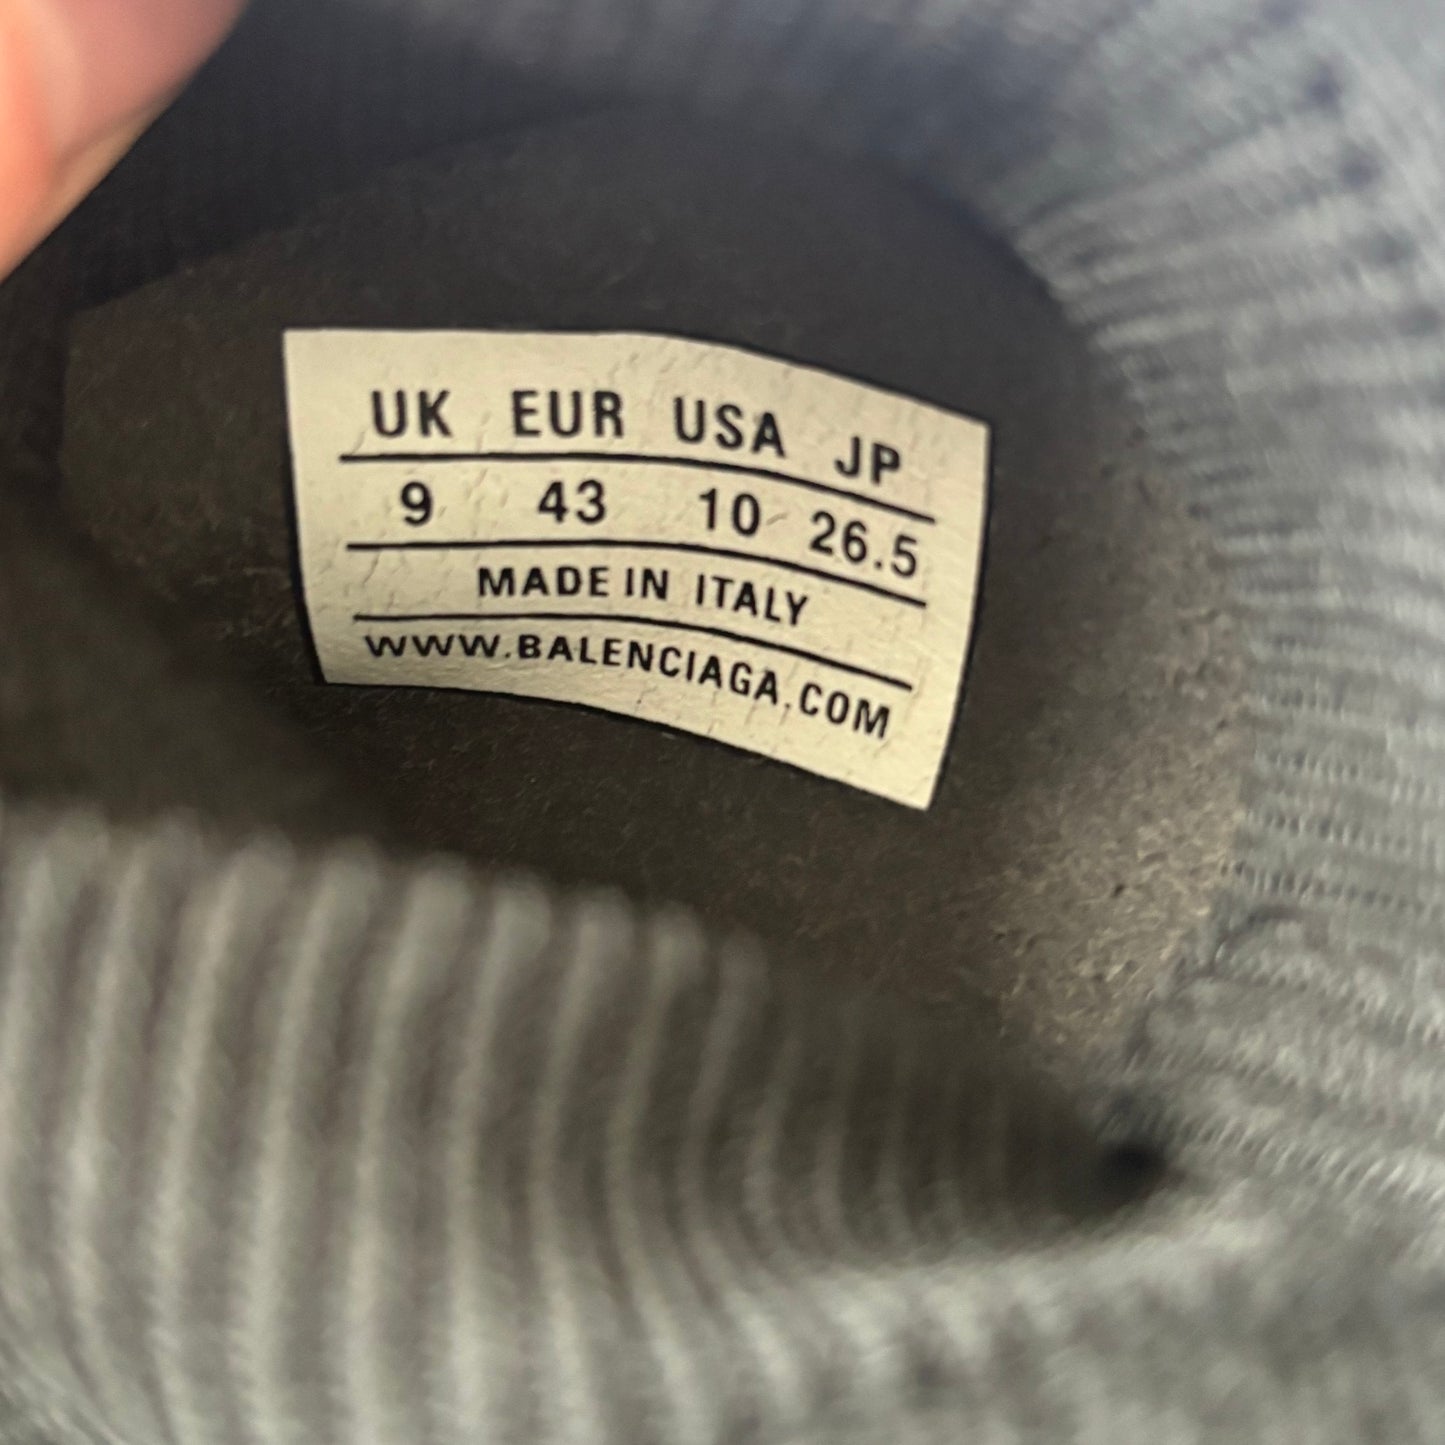 UK EUR USA JP
9 43 10 26.5
MADE IN ITALY
WWW.BALENCIAGA.COM